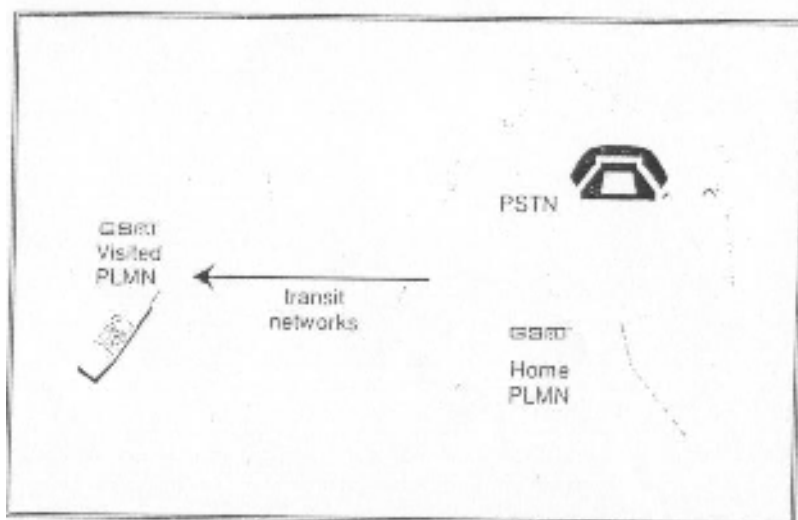 PSTN
GSM
Visited
PLMN
transit
networks
GSM
Home
PLMN